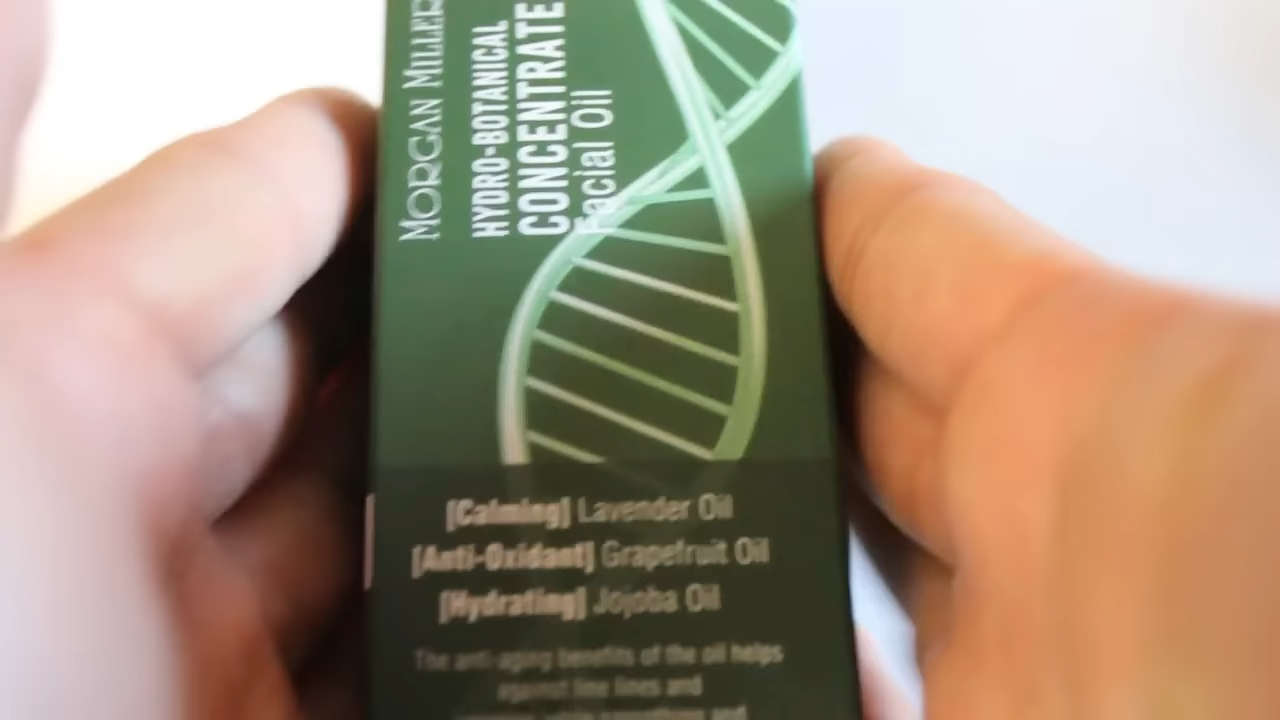 MORGAN MILLER
HYDRO-BOTANICAL
CONCENTRATE
Facial Oil
[Calming] Lavender Oil
[Anti-Oxidant] Grapefruit Oil
[Hydrating] Jojoba Oil
The anti-aging benefits of the oil helps
against fine lines and